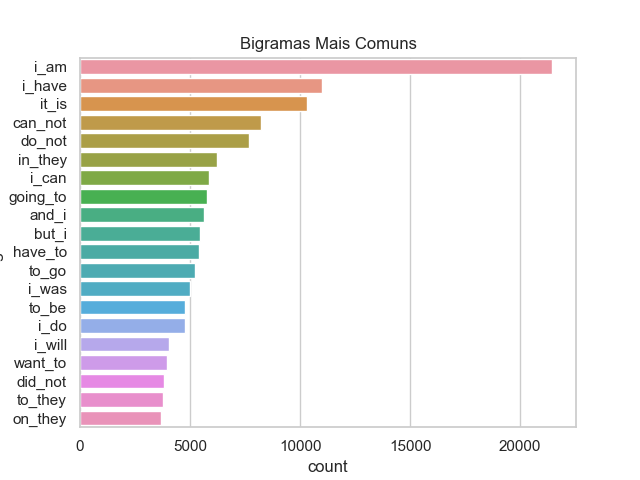 Bigramas Mais Comuns
i_am
i_have
it_is
can_not
do_not
in_they
i_can
going_to
and_i
but_i
have_to
to_go
i_was
to_be
i_do
i_will
want_to
did_not
to_they
on_they
0 5000 10000 15000 20000
count